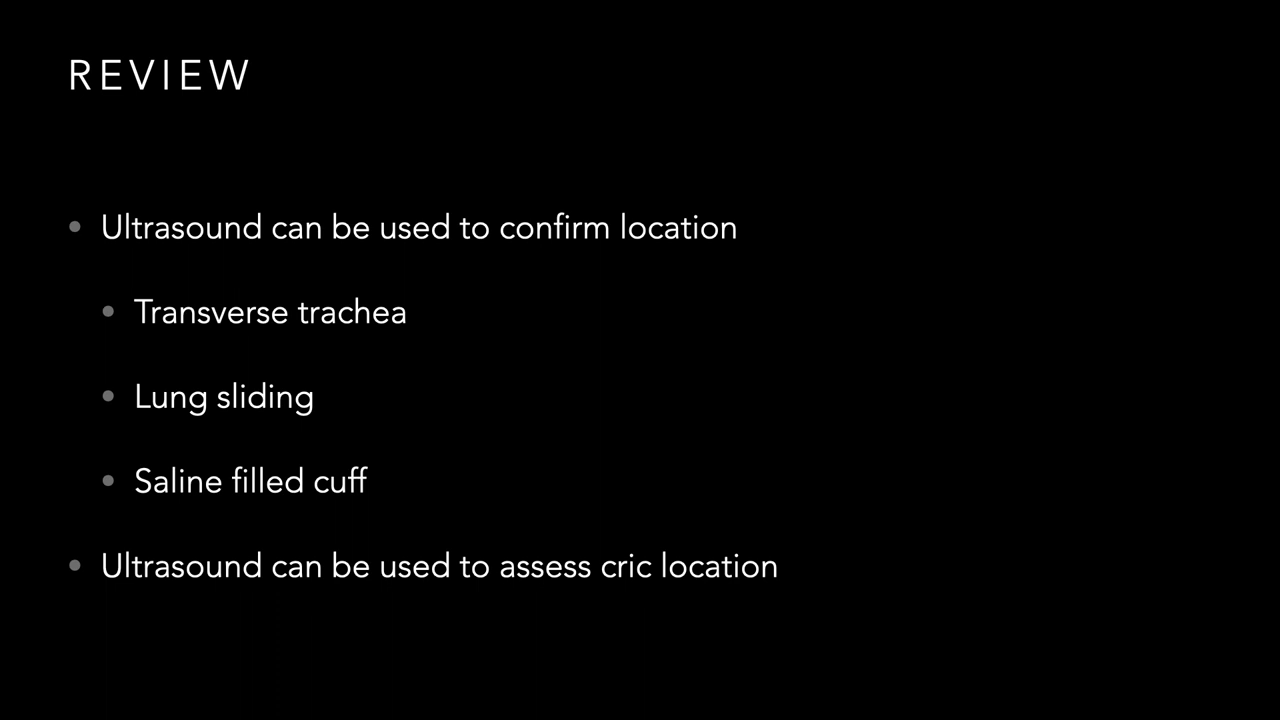 REVIEW
• Ultrasound can be used to confirm location
• Transverse trachea
• Lung sliding
• Saline filled cuff
• Ultrasound can be used to assess cric location